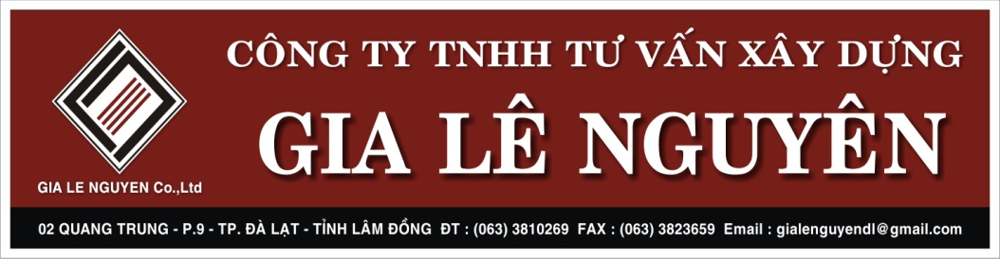 CÔNG TY TNHH TƯ VẤN XÂY DỰNG
GIA LÊ NGUYÊN
GIA LE NGUYEN Co.,Ltd
02 QUANG TRUNG - P.9 - TP. ĐÀ LẠT - TỈNH LÂM ĐỒNG ĐT : (063) 3810269 FAX : (063) 3823659 Email : gialenguyendl@gmail.com